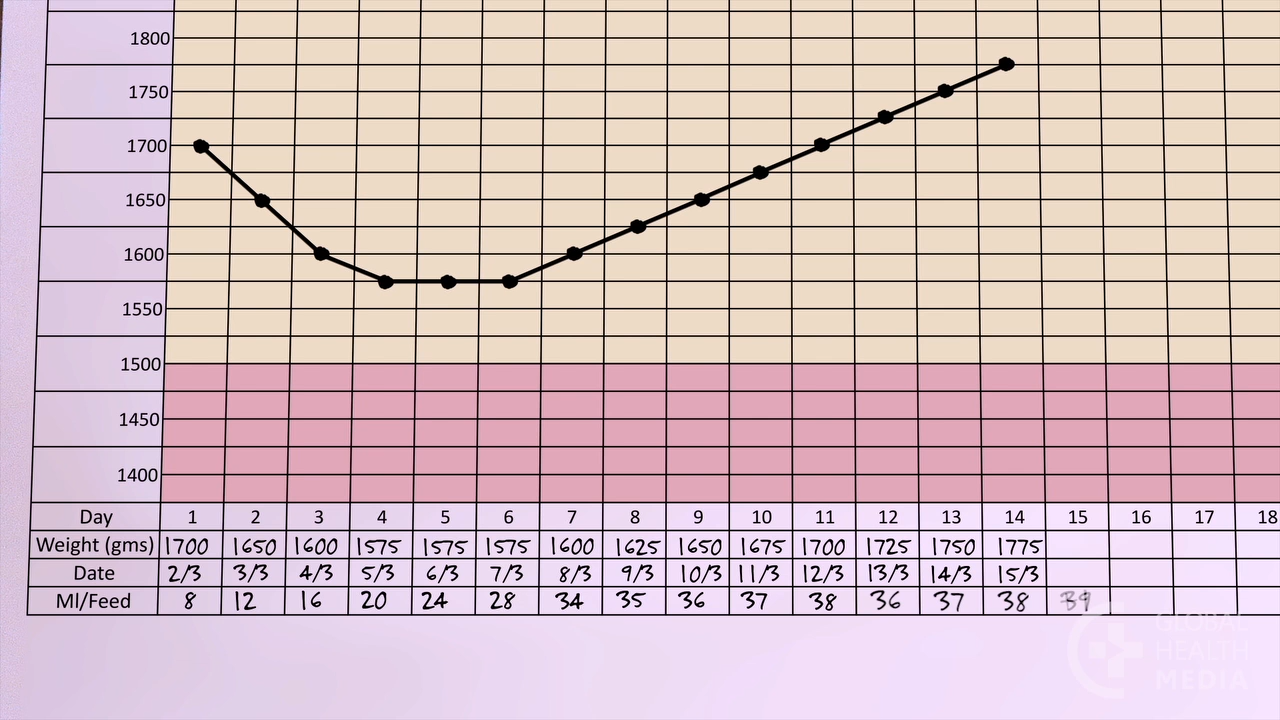 1800
1750
1700
1650
1600
1550
1500
1450
1400
Day 1 2 3 4 5 6 7 8 9 10 11 12 13 14 15 16 17 18
Weight (gms) 1700 1650 1600 1575 1575 1575 1600 1625 1650 1675 1700 1725 1750 1775
Date 2/3 3/3 4/3 5/3 6/3 7/3 8/3 9/3 10/3 11/3 12/3 13/3 14/3 15/3
Ml/Feed 8 12 16 20 24 28 34 35 36 37 38 36 37 38 39
GLOBAL
HEALTH
MEDIA